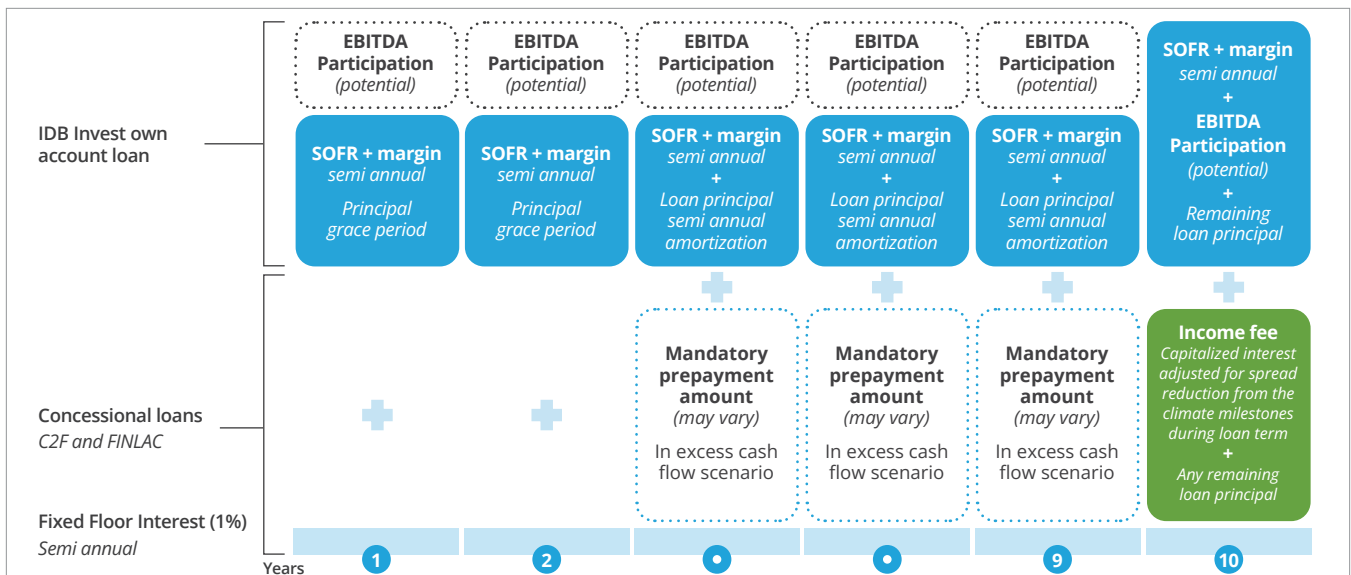 EBITDA
Participation
(potential)
EBITDA
Participation
(potential)
EBITDA
Participation
(potential)
EBITDA
Participation
(potential)
EBITDA
Participation
(potential)
SOFR + margin
semi annual
+
EBITDA
Participation
(potential)
+
Remaining
loan principal
IDB Invest own
account loan
SOFR + margin
semi annual
Principal
grace period
SOFR + margin
semi annual
Principal
grace period
SOFR + margin
semi annual
+
Loan principal
semi annual
amortization
SOFR + margin
semi annual
+
Loan principal
semi annual
amortization
SOFR + margin
semi annual
+
Loan principal
semi annual
amortization
Concessional loans
C2F and FINLAC
Mandatory
prepayment
amount
(may vary)
In excess cash
flow scenario
Mandatory
prepayment
amount
(may vary)
In excess cash
flow scenario
Mandatory
prepayment
amount
(may vary)
In excess cash
flow scenario
Income fee
Capitalized interest
adjusted for spread
reduction from the
climate milestones
during loan term
+
Any remaining
loan principal
Fixed Floor Interest (1%)
Semi annual
Years
1
2
9
10